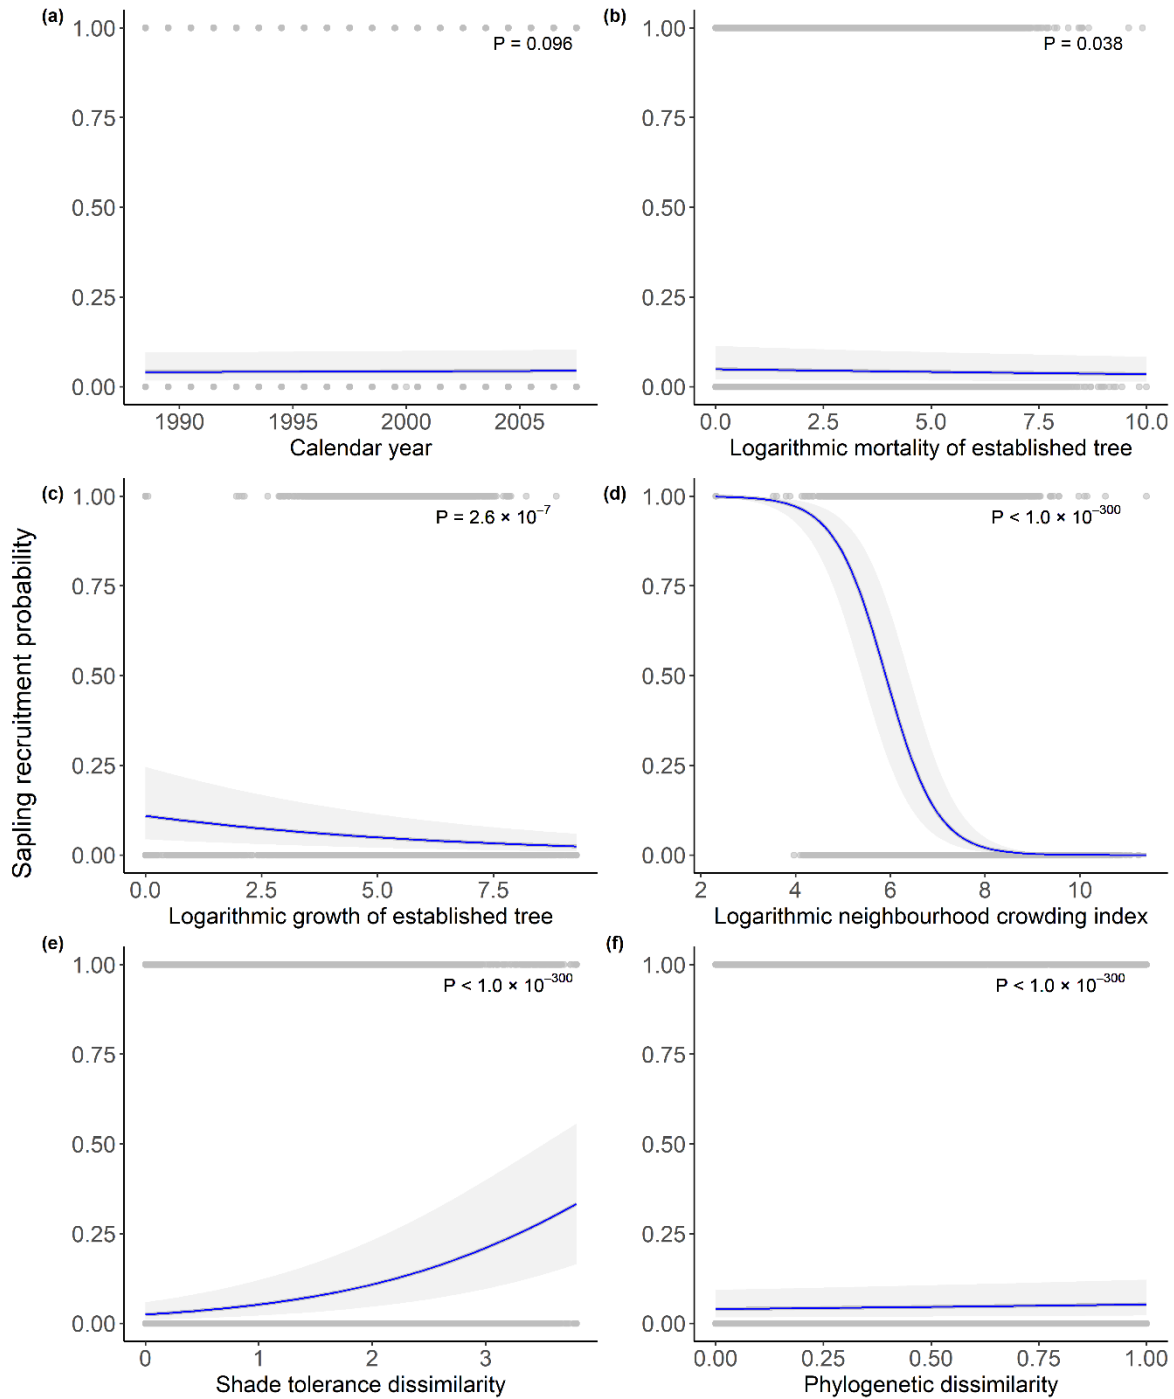 (a)
1.00
P = 0.096
0.75
0.50
0.25
0.00
1990 1995 2000 2005
Calendar year
(b)
1.00
P = 0.038
0.75
0.50
0.25
0.00
0.0 2.5 5.0 7.5 10.0
Logarithmic mortality of established tree
Sapling recruitment probability
(c)
1.00
P = 2.6 × 10⁻⁷
0.75
0.50
0.25
0.00
0.0 2.5 5.0 7.5
Logarithmic growth of established tree
(d)
1.00
P < 1.0 × 10⁻³⁰⁰
0.75
0.50
0.25
0.00
2 4 6 8 10
Logarithmic neighbourhood crowding index
(e)
1.00
P < 1.0 × 10⁻³⁰⁰
0.75
0.50
0.25
0.00
0 1 2 3
Shade tolerance dissimilarity
(f)
1.00
P < 1.0 × 10⁻³⁰⁰
0.75
0.50
0.25
0.00
0.00 0.25 0.50 0.75 1.00
Phylogenetic dissimilarity